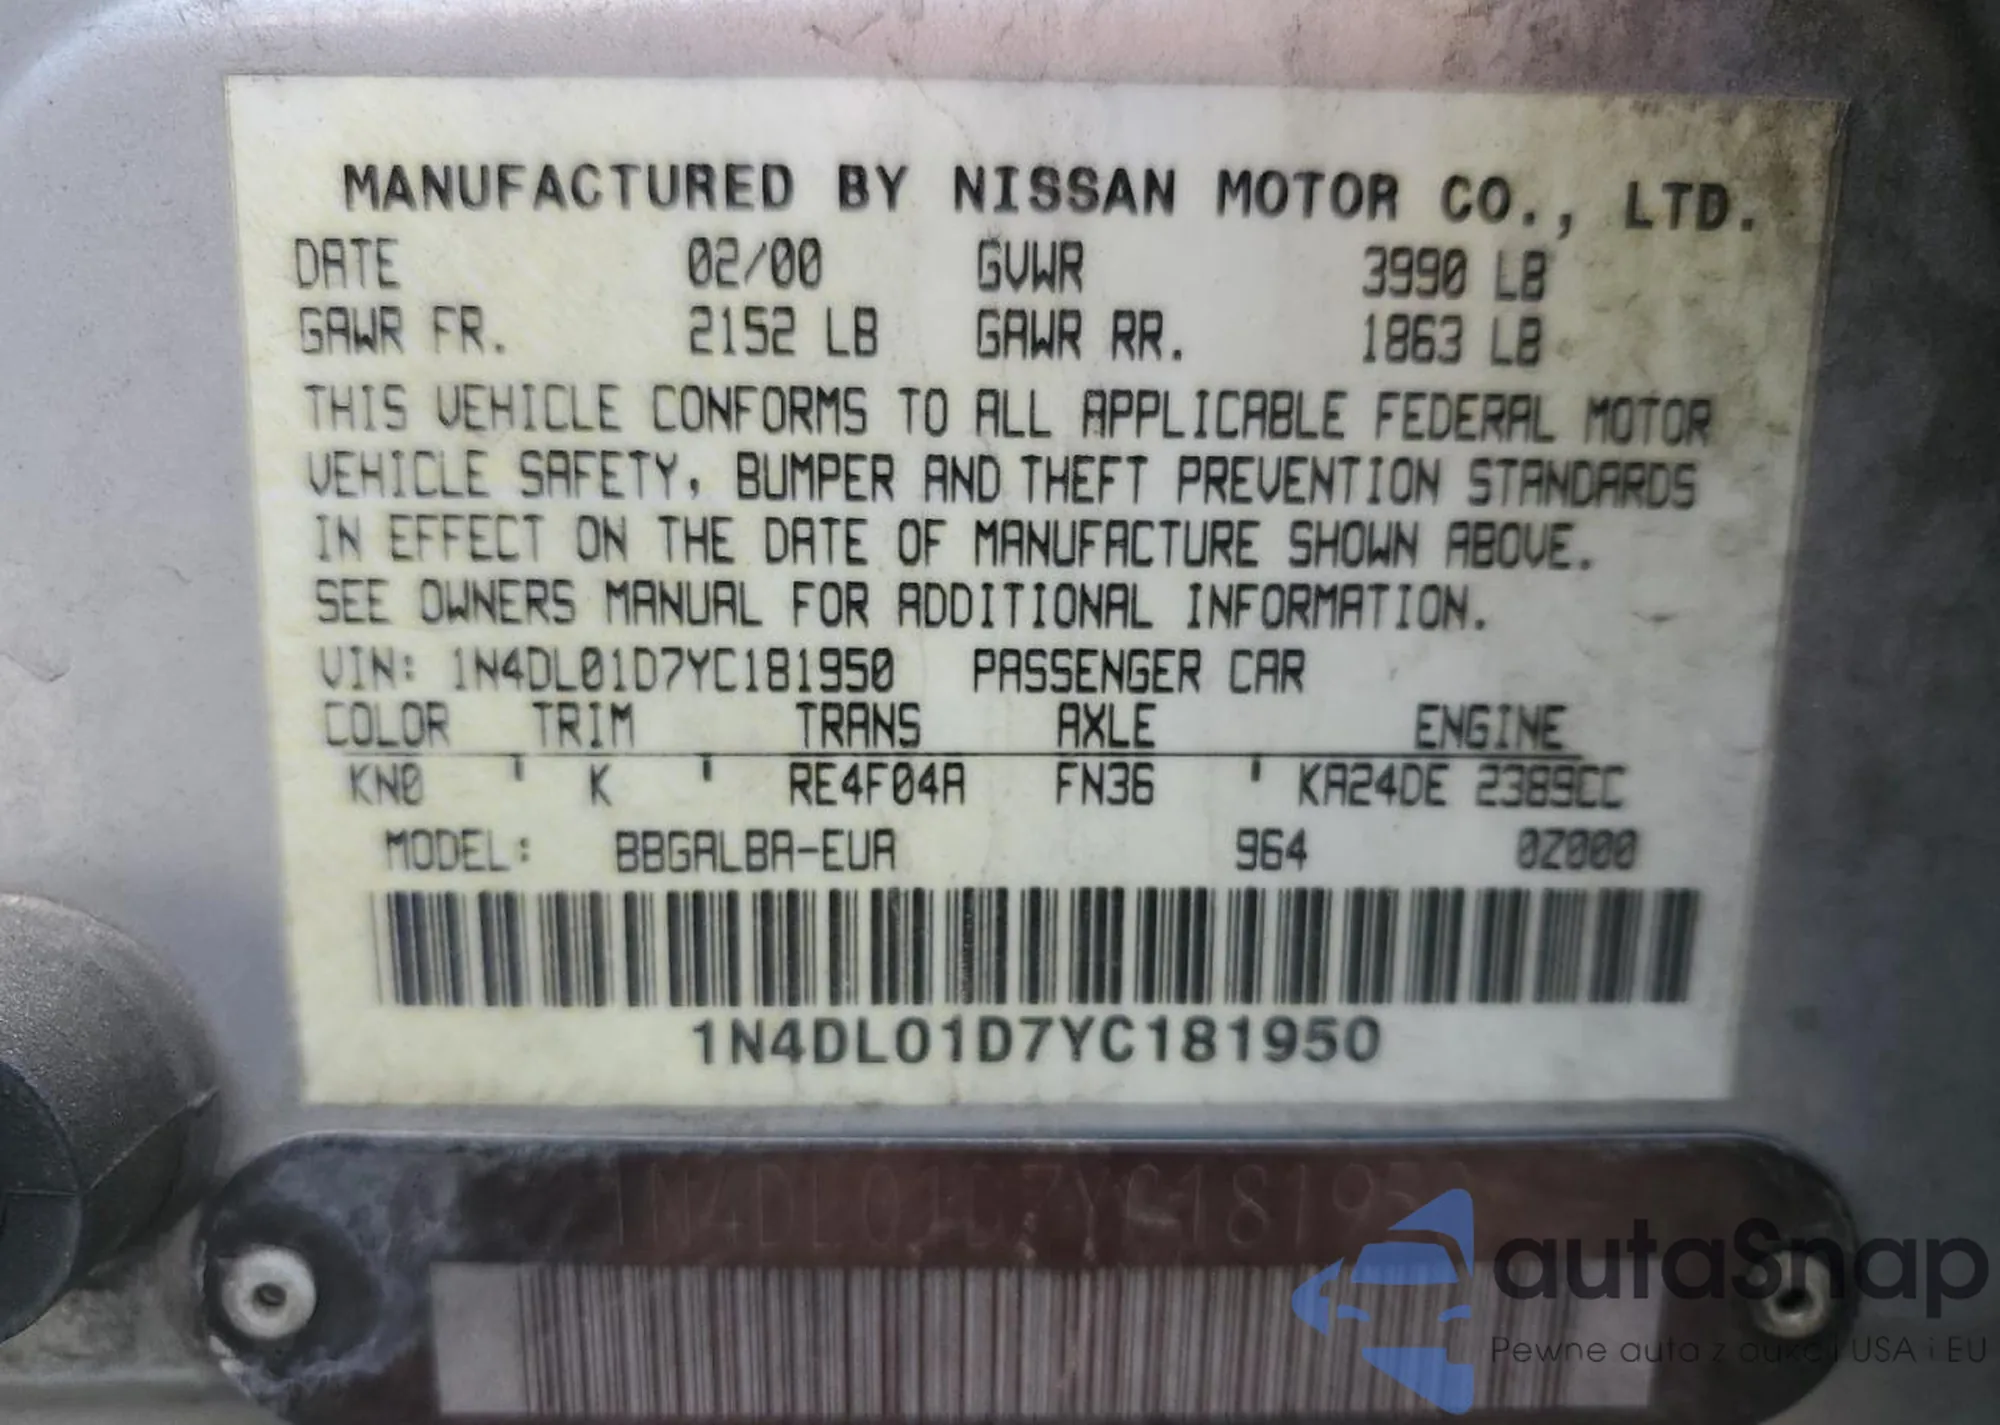 MANUFACTURED BY NISSAN MOTOR CO., LTD.
DATE 02/00 GVWR 3990 LB
GAWR FR. 2152 LB GAWR RR. 1863 LB
THIS VEHICLE CONFORMS TO ALL APPLICABLE FEDERAL MOTOR
VEHICLE SAFETY, BUMPER AND THEFT PREVENTION STANDARDS
IN EFFECT ON THE DATE OF MANUFACTURE SHOWN ABOVE.
SEE OWNERS MANUAL FOR ADDITIONAL INFORMATION.
VIN: 1N4DL01D7YC181950 PASSENGER CAR
COLOR TRIM TRANS AXLE ENGINE
KN0 K RE4F04A FN36 KA24DE 2389CC
MODEL: BBGALBA-EUA 964 0Z000
1N4DL01D7YC181950
1N4DL01D7YC181950
autaSnap
Pewne auta z aukcji USA i EU